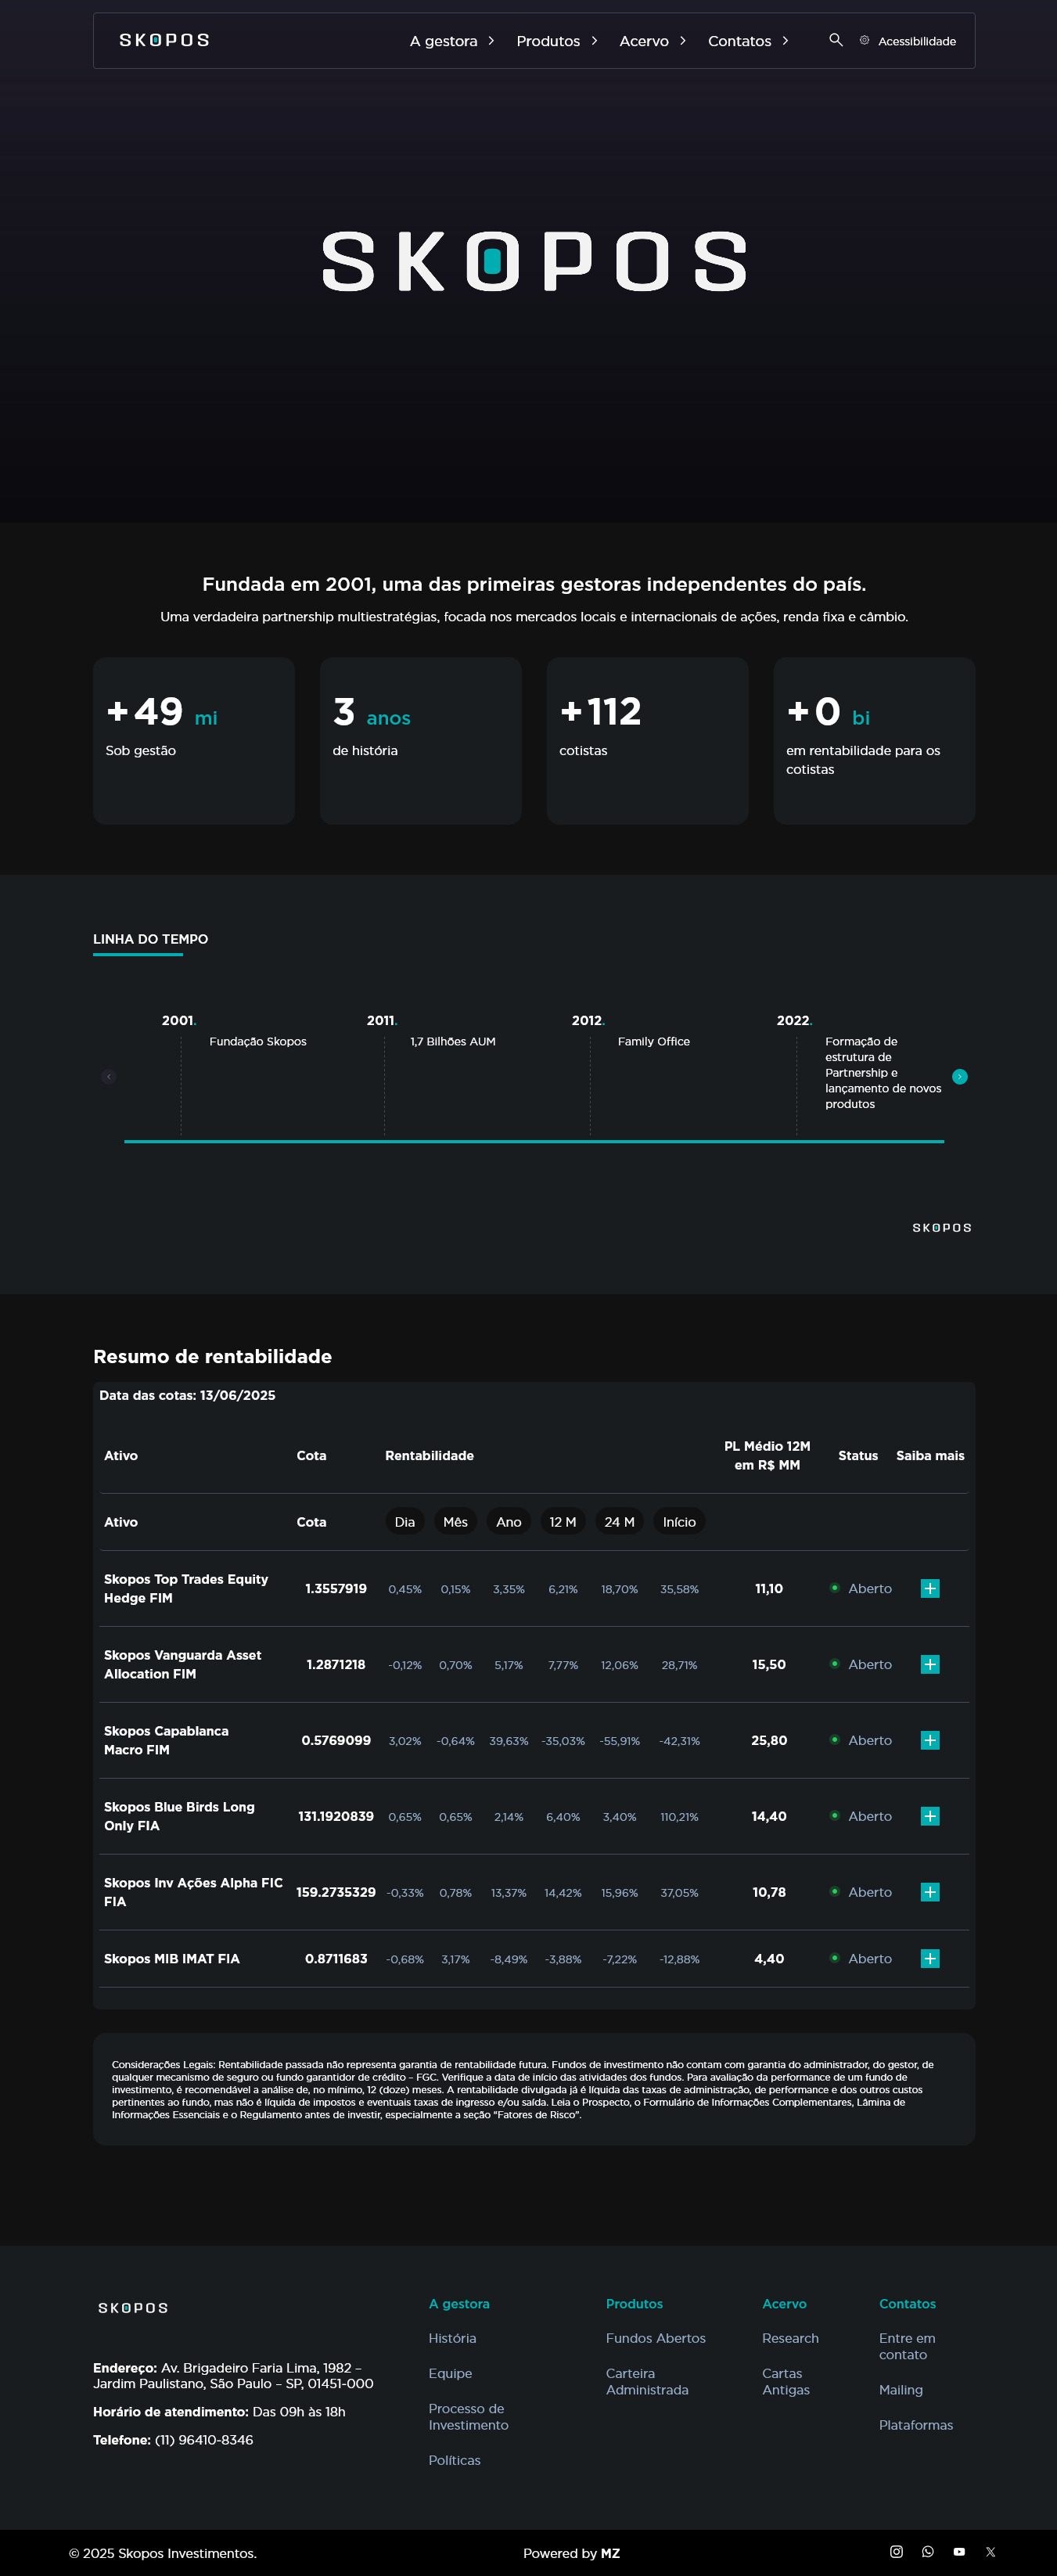 SKOPOS
A gestora
Produtos
Acervo
Contatos
Acessibilidade
SKOPOS
Fundada em 2001, uma das primeiras gestoras independentes do país.
Uma verdadeira partnership multiestratégias, focada nos mercados locais e internacionais de ações, renda fixa e câmbio.
+49 mi
Sob gestão
3 anos
de história
+112
cotistas
+0 bi
em rentabilidade para os
cotistas
LINHA DO TEMPO
2001.
Fundação Skopos
2011.
1,7 Bilhões AUM
2012.
Family Office
2022.
Formação de
estrutura de
Partnership e
lançamento de novos
produtos
SKOPOS
Resumo de rentabilidade
Data das cotas: 13/06/2025
Ativo Cota Rentabilidade PL Médio 12M
em R$ MM Status Saiba mais
Ativo Cota Dia Mês Ano 12 M 24 M Início
Skopos Top Trades Equity
Hedge FIM 1.3557919 0,45% 0,15% 3,35% 6,21% 18,70% 35,58% 11,10 Aberto
Skopos Vanguarda Asset
Allocation FIM 1.2871218 -0,12% 0,70% 5,17% 7,77% 12,06% 28,71% 15,50 Aberto
Skopos Capablanca
Macro FIM 0.5769099 3,02% -0,64% 39,63% -35,03% -55,91% -42,31% 25,80 Aberto
Skopos Blue Birds Long
Only FIA 131.1920839 0,65% 0,65% 2,14% 6,40% 3,40% 110,21% 14,40 Aberto
Skopos Inv Ações Alpha FIC
FIA 159.2735329 -0,33% 0,78% 13,37% 14,42% 15,96% 37,05% 10,78 Aberto
Skopos MIB IMAT FIA 0.8711683 -0,68% 3,17% -8,49% -3,88% -7,22% -12,88% 4,40 Aberto
Considerações Legais: Rentabilidade passada não representa garantia de rentabilidade futura. Fundos de investimento não contam com garantia do administrador, do gestor, de
qualquer mecanismo de seguro ou fundo garantidor de crédito – FGC. Verifique a data de início das atividades dos fundos. Para avaliação da performance de um fundo de
investimento, é recomendável a análise de, no mínimo, 12 (doze) meses. A rentabilidade divulgada já é líquida das taxas de administração, de performance e dos outros custos
pertinentes ao fundo, mas não é líquida de impostos e eventuais taxas de ingresso e/ou saída. Leia o Prospecto, o Formulário de Informações Complementares, Lâmina de
Informações Essenciais e o Regulamento antes de investir, especialmente a seção “Fatores de Risco”.
SKOPOS
Endereço: Av. Brigadeiro Faria Lima, 1982 –
Jardim Paulistano, São Paulo – SP, 01451-000
Horário de atendimento: Das 09h às 18h
Telefone: (11) 96410-8346
A gestora
História
Equipe
Processo de
Investimento
Políticas
Produtos
Fundos Abertos
Carteira
Administrada
Acervo
Research
Cartas
Antigas
Contatos
Entre em
contato
Mailing
Plataformas
© 2025 Skopos Investimentos.
Powered by MZ